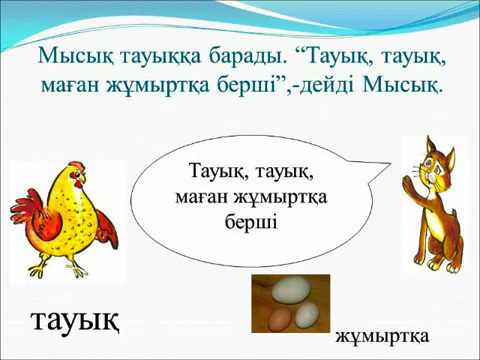 Мысық тауыққа барады. “Тауық, тауық,
маған жұмыртқа берші”,-дейді Мысық.
Тауық, тауық,
маған жұмыртқа
берші
тауық
жұмыртқа